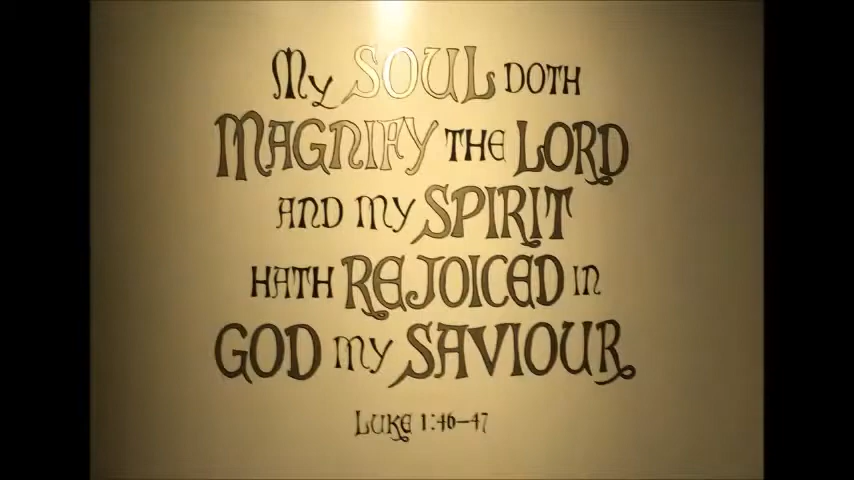 My SOUL DOTH
MAGNIFY THE LORD
AND My SPIRIT
HATH REJOICED IN
GOD My SAVIOUR
LUKE 1:46–47